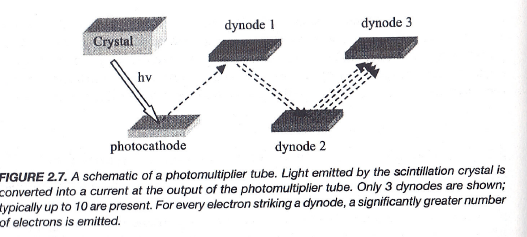 dynode 1
dynode 3
Crystal
hν
photocathode
dynode 2
FIGURE 2.7. A schematic of a photomultiplier tube. Light emitted by the scintillation crystal is
converted into a current at the output of the photomultiplier tube. Only 3 dynodes are shown;
typically up to 10 are present. For every electron striking a dynode, a significantly greater number
of electrons is emitted.